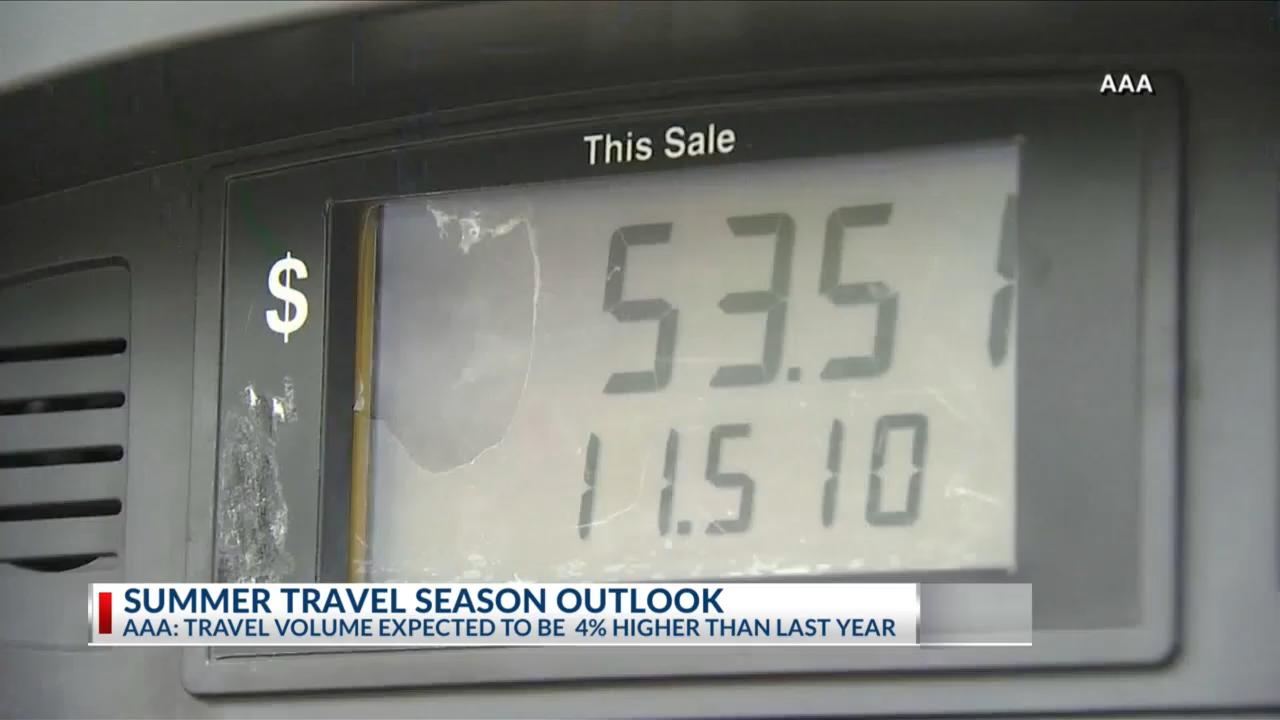 AAA
This Sale
$
53.51
11.510
SUMMER TRAVEL SEASON OUTLOOK
AAA: TRAVEL VOLUME EXPECTED TO BE 4% HIGHER THAN LAST YEAR